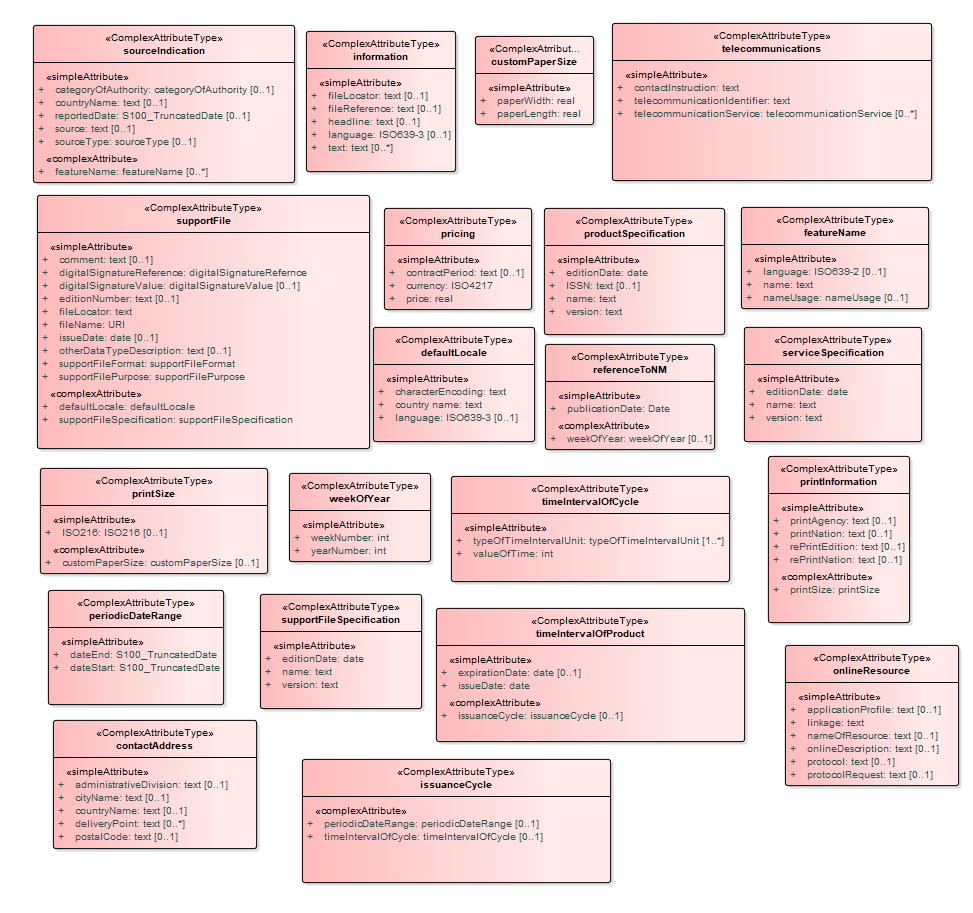 «ComplexAttributeType»
sourceIndication
«simpleAttribute»
+ categoryOfAuthority: categoryOfAuthority [0..1]
+ countryName: text [0..1]
+ reportedDate: S100_TruncatedDate [0..1]
+ source: text [0..1]
+ sourceType: sourceType [0..1]
«complexAttribute»
+ featureName: featureName [0..*]
«ComplexAttributeType»
information
«simpleAttribute»
+ fileLocator: text [0..1]
+ fileReference: text [0..1]
+ headline: text [0..1]
+ language: ISO639-3 [0..1]
+ text: text [0..*]
«ComplexAttribut...
customPaperSize
«simpleAttribute»
+ paperWidth: real
+ paperLength: real
«ComplexAttributeType»
telecommunications
«simpleAttribute»
+ contactInstruction: text
+ telecommunicationIdentifier: text
+ telecommunicationService: telecommunicationService [0..*]
«ComplexAttributeType»
supportFile
«simpleAttribute»
+ comment: text [0..1]
+ digitalSignatureReference: digitalSignatureRefernce
+ digitalSignatureValue: digitalSignatureValue [0..1]
+ editionNumber: text [0..1]
+ fileLocator: text
+ fileName: URI
+ issueDate: date [0..1]
+ otherDataTypeDescription: text [0..1]
+ supportFileFormat: supportFileFormat
+ supportFilePurpose: supportFilePurpose
«complexAttribute»
+ defaultLocale: defaultLocale
+ supportFileSpecification: supportFileSpecification
«ComplexAttributeType»
pricing
«simpleAttribute»
+ contractPeriod: text [0..1]
+ currency: ISO4217
+ price: real
«ComplexAttributeType»
productSpecification
«simpleAttribute»
+ editionDate: date
+ ISSN: text [0..1]
+ name: text
+ version: text
«ComplexAttributeType»
featureName
«simpleAttribute»
+ language: ISO639-2 [0..1]
+ name: text
+ nameUsage: nameUsage [0..1]
«ComplexAttributeType»
defaultLocale
«simpleAttribute»
+ characterEncoding: text
+ country name: text
+ language: ISO639-3 [0..1]
«ComplexAttributeType»
referenceToNM
«simpleAttribute»
+ publicationDate: Date
«complexAttribute»
+ weekOfYear: weekOfYear [0..1]
«ComplexAttributeType»
serviceSpecification
«simpleAttribute»
+ editionDate: date
+ name: text
+ version: text
«ComplexAttributeType»
printSize
«simpleAttribute»
+ ISO216: ISO216 [0..1]
«complexAttribute»
+ customPaperSize: customPaperSize [0..1]
«ComplexAttributeType»
weekOfYear
«simpleAttribute»
+ weekNumber: int
+ yearNumber: int
«ComplexAttributeType»
timeIntervalOfCycle
«simpleAttribute»
+ typeOfTimeIntervalUnit: typeOfTimeIntervalUnit [1..*]
+ valueOfTime: int
«ComplexAttributeType»
printInformation
«simpleAttribute»
+ printAgency: text [0..1]
+ printNation: text [0..1]
+ rePrintEdition: text [0..1]
+ rePrintNation: text [0..1]
«complexAttribute»
+ printSize: printSize
«ComplexAttributeType»
periodicDateRange
«simpleAttribute»
+ dateEnd: S100_TruncatedDate
+ dateStart: S100_TruncatedDate
«ComplexAttributeType»
supportFileSpecification
«simpleAttribute»
+ editionDate: date
+ name: text
+ version: text
«ComplexAttributeType»
timeIntervalOfProduct
«simpleAttribute»
+ expirationDate: date [0..1]
+ issueDate: date
«complexAttribute»
+ issuanceCycle: issuanceCycle [0..1]
«ComplexAttributeType»
onlineResource
«simpleAttribute»
+ applicationProfile: text [0..1]
+ linkage: text
+ nameOfResource: text [0..1]
+ onlineDescription: text [0..1]
+ protocol: text [0..1]
+ protocolRequest: text [0..1]
«ComplexAttributeType»
contactAddress
«simpleAttribute»
+ administrativeDivision: text [0..1]
+ cityName: text [0..1]
+ countryName: text [0..1]
+ deliveryPoint: text [0..*]
+ postalCode: text [0..1]
«ComplexAttributeType»
issuanceCycle
«complexAttribute»
+ periodicDateRange: periodicDateRange [0..1]
+ timeIntervalOfCycle: timeIntervalOfCycle [0..1]